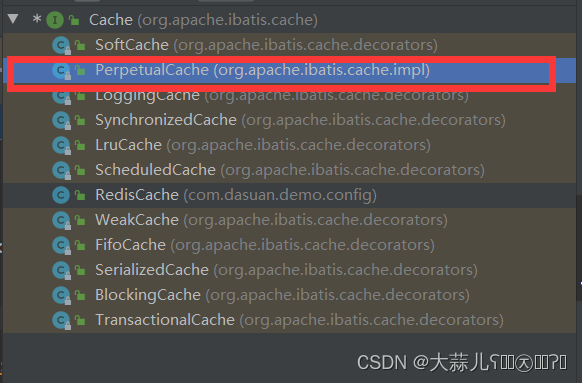 Cache (org.apache.ibatis.cache)
SoftCache (org.apache.ibatis.cache.decorators)
PerpetualCache (org.apache.ibatis.cache.impl)
LoggingCache (org.apache.ibatis.cache.decorators)
SynchronizedCache (org.apache.ibatis.cache.decorators)
LruCache (org.apache.ibatis.cache.decorators)
ScheduledCache (org.apache.ibatis.cache.decorators)
RedisCache (com.dasuan.demo.config)
WeakCache (org.apache.ibatis.cache.decorators)
FifoCache (org.apache.ibatis.cache.decorators)
SerializedCache (org.apache.ibatis.cache.decorators)
BlockingCache (org.apache.ibatis.cache.decorators)
TransactionalCache (org.apache.ibatis.cache.decorators)
CSDN @大蒜儿